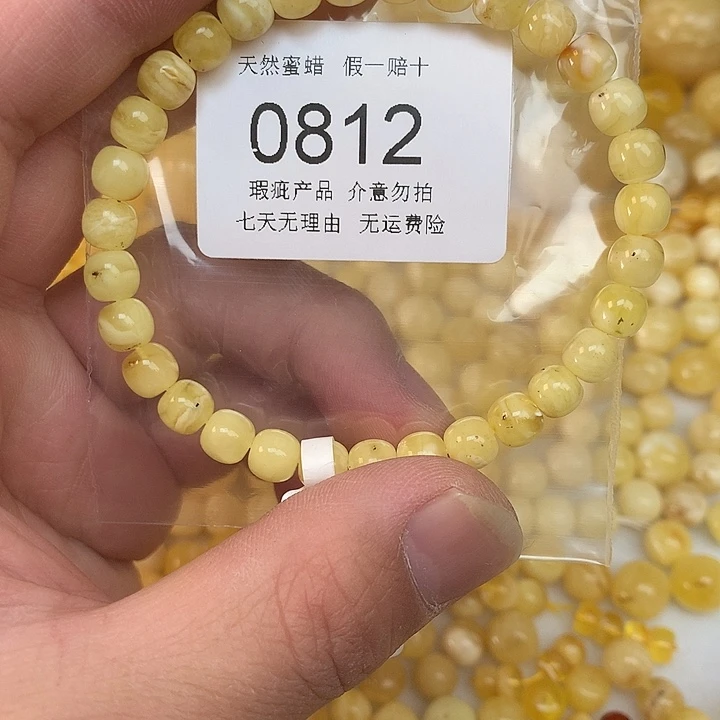 天然蜜蜡 假一赔十
0812
瑕疵产品 介意勿拍
七天无理由 无运费险